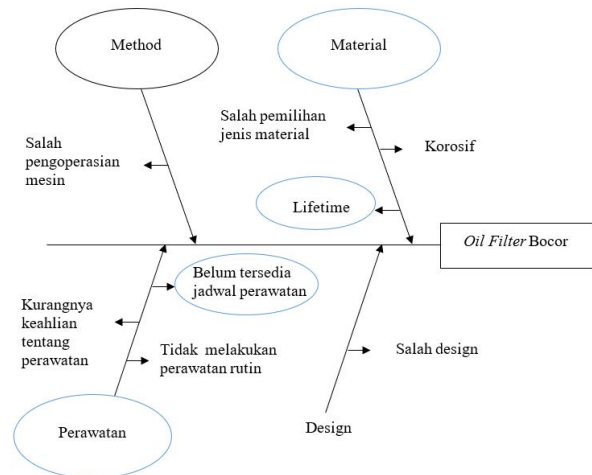 Method
Material
Salah pemilihan
jenis material
Korosif
Salah
pengoperasian
mesin
Lifetime
Oil Filter Bocor
Belum tersedia
jadwal perawatan
Kurangnya
keahlian
tentang
perawatan
Tidak melakukan
perawatan rutin
Salah design
Perawatan
Design